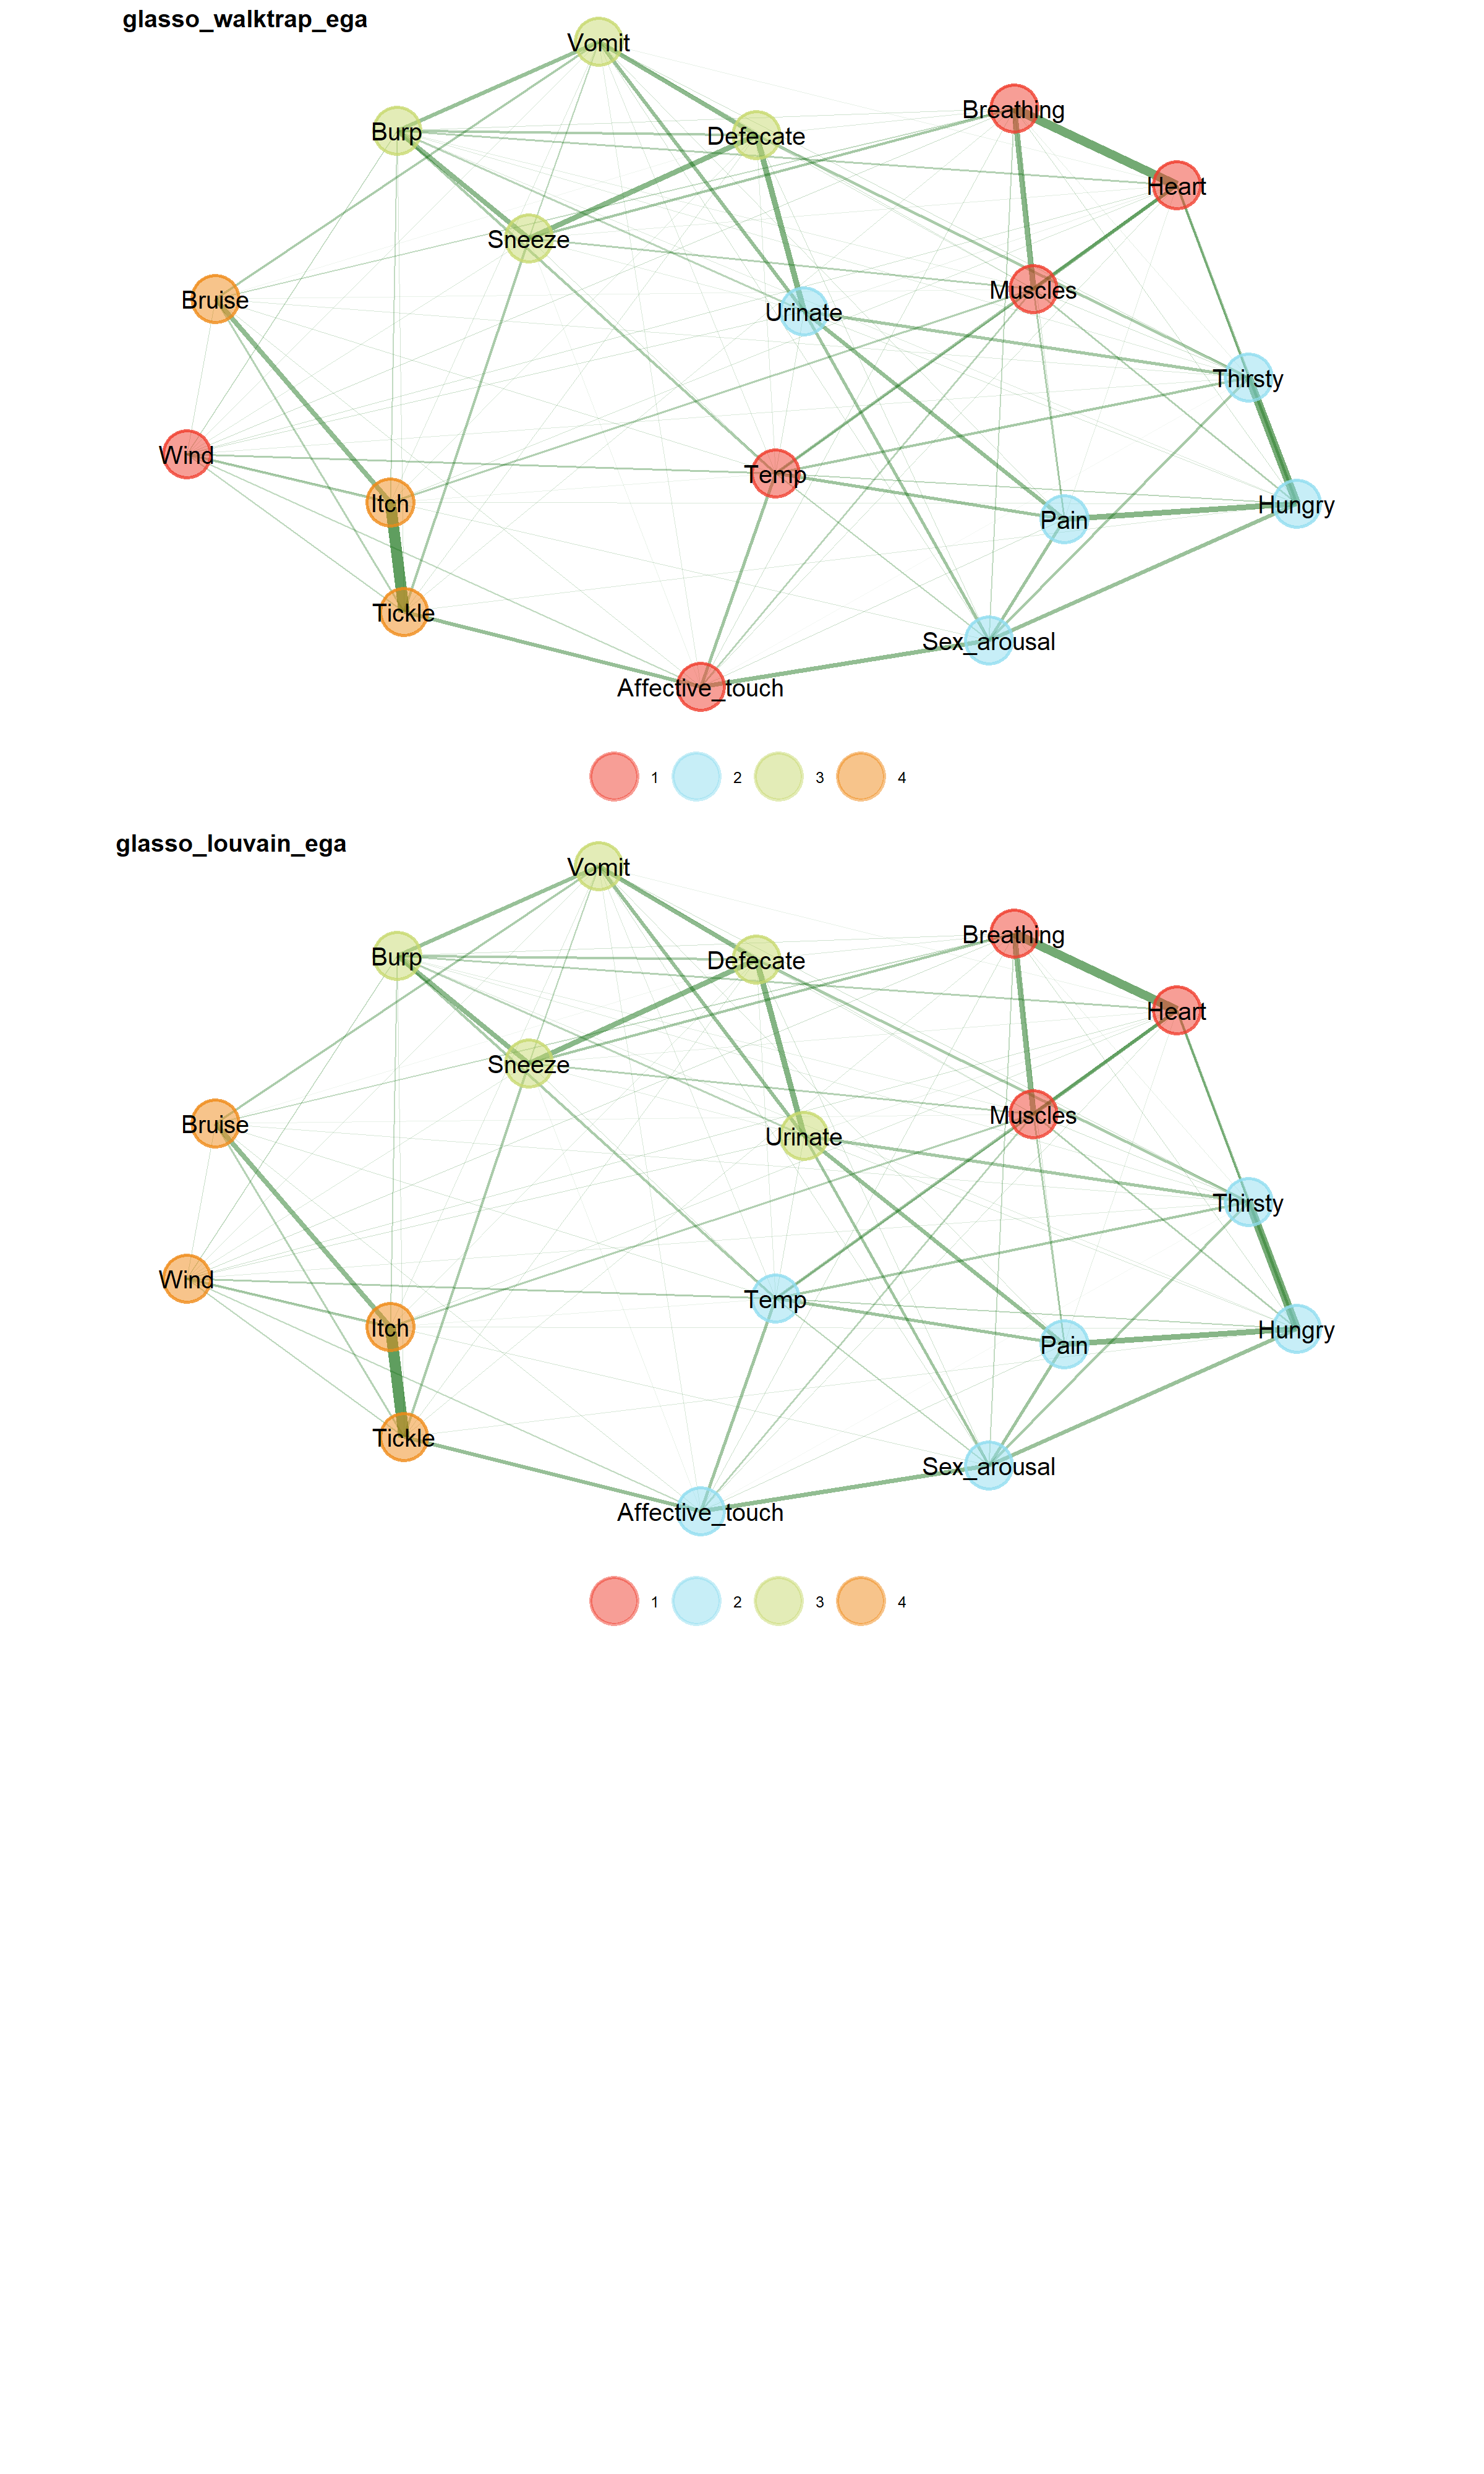 glasso_walktrap_ega
Vomit
Breathing
Burp
Defecate
Heart
Sneeze
Muscles
Bruise
Urinate
Thirsty
Wind
Temp
Itch
Hungry
Pain
Tickle
Sex_arousal
Affective_touch
1 2 3 4
glasso_louvain_ega
Vomit
Breathing
Burp
Defecate
Heart
Sneeze
Muscles
Bruise
Urinate
Thirsty
Wind
Temp
Itch
Hungry
Pain
Tickle
Sex_arousal
Affective_touch
1 2 3 4